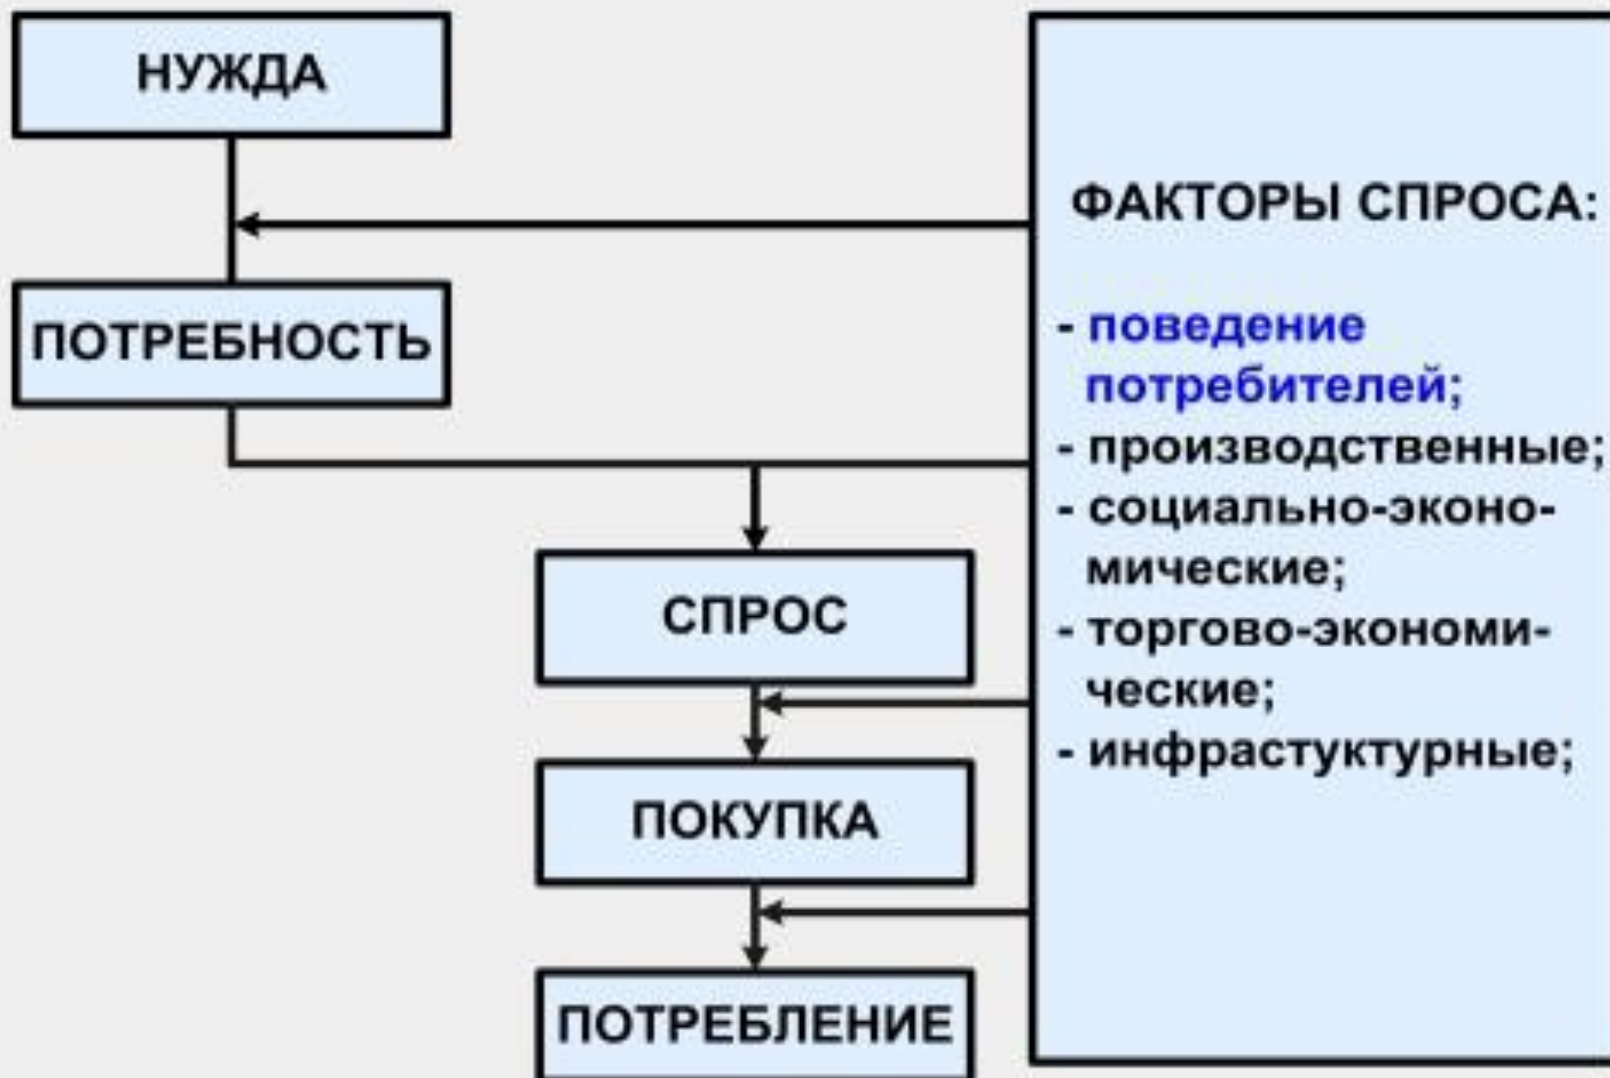 НУЖДА
ПОТРЕБНОСТЬ
СПРОС
ПОКУПКА
ПОТРЕБЛЕНИЕ
ФАКТОРЫ СПРОСА:
- поведение
потребителей;
- производственные;
- социально-эконо-
мические;
- торгово-экономи-
ческие;
- инфрастуктурные;